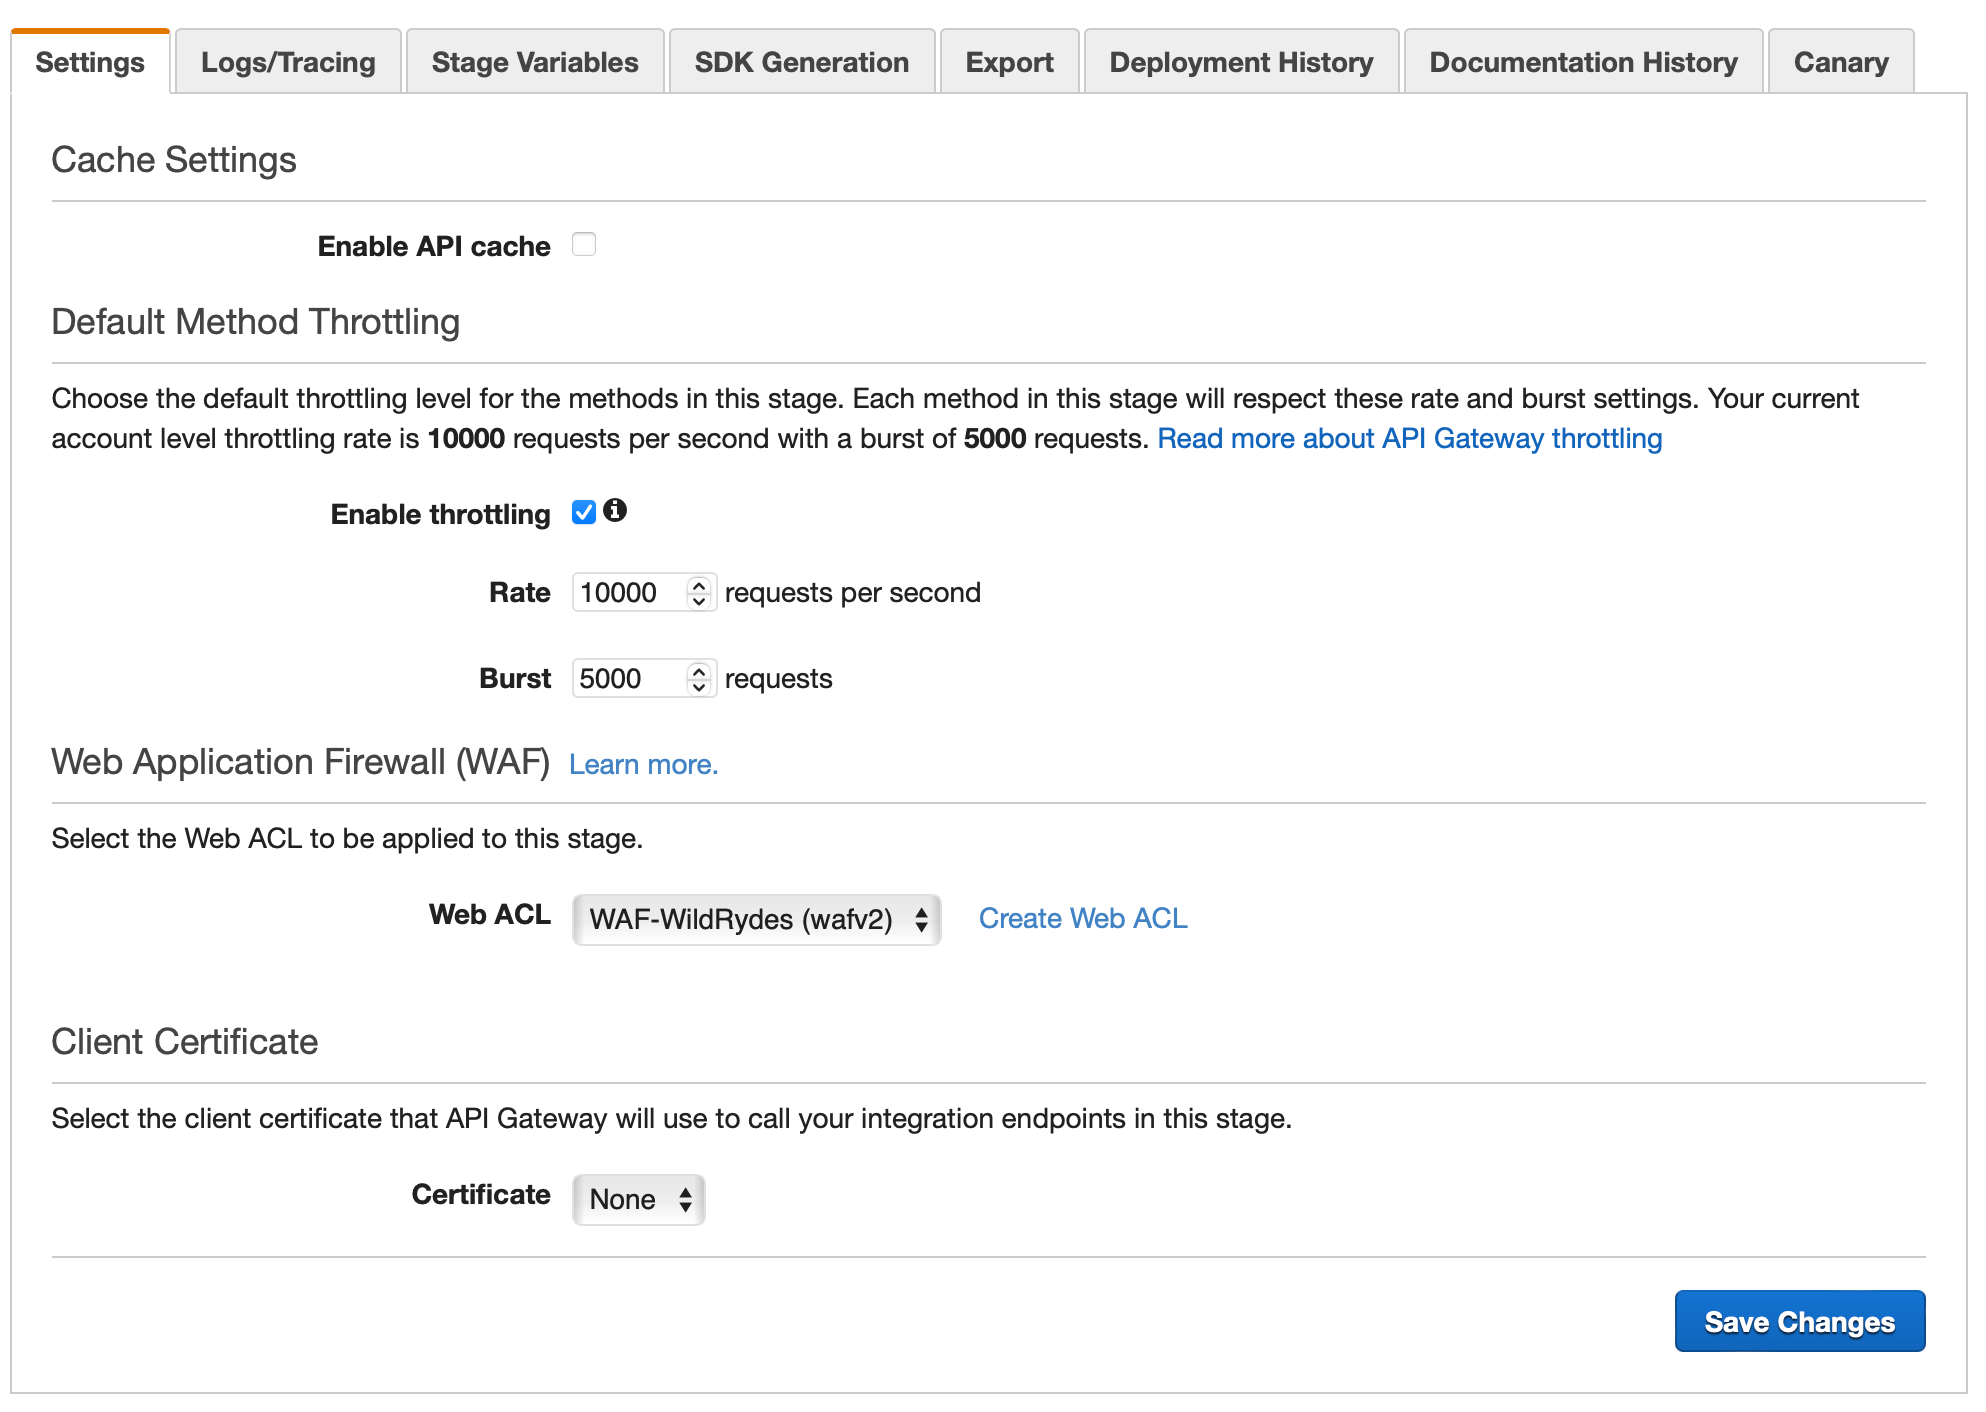 Settings
Logs/Tracing
Stage Variables
SDK Generation
Export
Deployment History
Documentation History
Canary
Cache Settings
Enable API cache
Default Method Throttling
Choose the default throttling level for the methods in this stage. Each method in this stage will respect these rate and burst settings. Your current
account level throttling rate is 10000 requests per second with a burst of 5000 requests. Read more about API Gateway throttling
Enable throttling
Rate 10000 requests per second
Burst 5000 requests
Web Application Firewall (WAF) Learn more.
Select the Web ACL to be applied to this stage.
Web ACL WAF-WildRydes (wafv2) Create Web ACL
Client Certificate
Select the client certificate that API Gateway will use to call your integration endpoints in this stage.
Certificate None
Save Changes